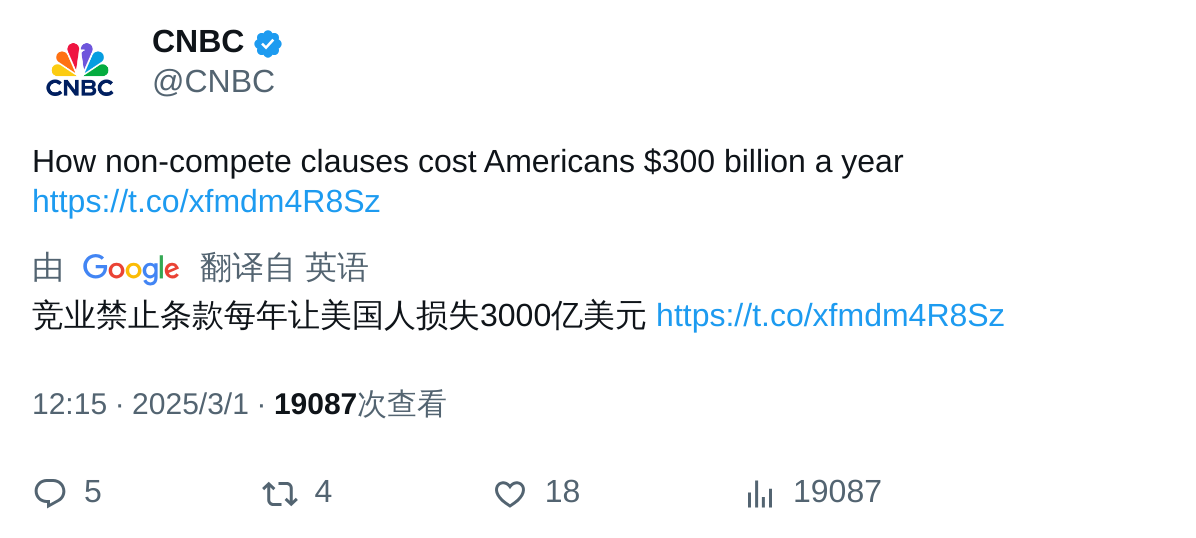 CNBC
@CNBC
CNBC
How non-compete clauses cost Americans $300 billion a year
https://t.co/xfmdm4R8Sz
由 Google 翻译自 英语
竞业禁止条款每年让美国人损失3000亿美元 https://t.co/xfmdm4R8Sz
12:15 · 2025/3/1 · 19087次查看
5 4 18 19087